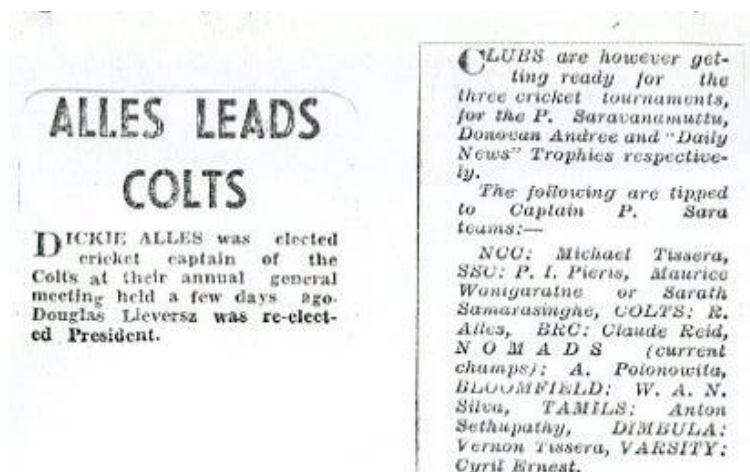 ALLES LEADS
COLTS
DICKIE ALLES was elected
cricket captain of the
Colts at their annual general
meeting held a few days ago.
Douglas Lieversz was re-elect-
ed President.
CLUBS are however get-
ting ready for the
three cricket tournaments,
for the P. Saravanamuttu,
Donovan Andree and "Daily
News" Trophies respective-
ly.
The following are tipped
to Captain P. Sara
teams:—
NCC: Michael Tissera,
SSC: P. I. Pieris, Maurice
Wanigaratne or Sarath
Samarasinghe, COLTS: R.
Alles, BRC: Claude Reid,
NOMADS (current
champs): A. Polonowita,
BLOOMFIELD: W. A. N.
Silva, TAMILS: Anton
Sethupathy, DIMBULA:
Vernon Tissera, VARSITY:
Cyril Ernest.